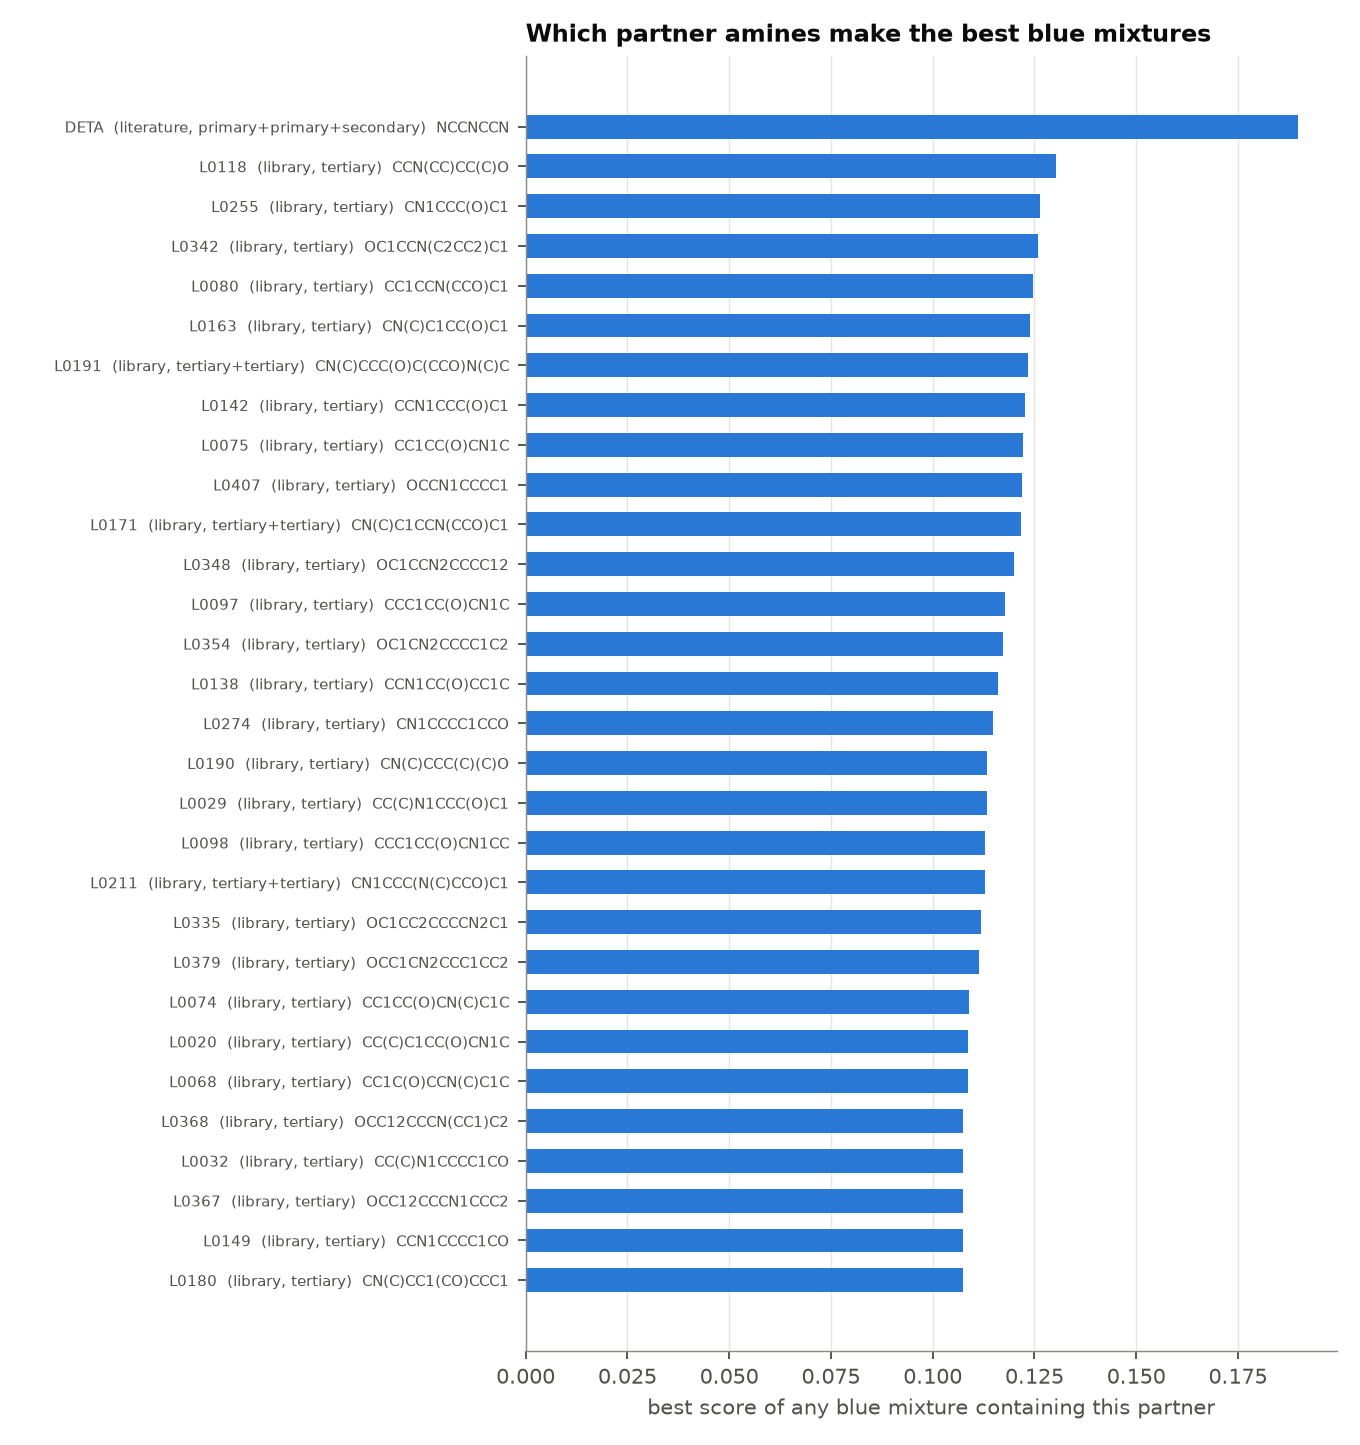 Which partner amines make the best blue mixtures
DETA (literature, primary+primary+secondary) NCCNCCN
L0118 (library, tertiary) CCN(CC)CC(C)O
L0255 (library, tertiary) CN1CCC(O)C1
L0342 (library, tertiary) OC1CCN(C2CC2)C1
L0080 (library, tertiary) CC1CCN(CCO)C1
L0163 (library, tertiary) CN(C)C1CC(O)C1
L0191 (library, tertiary+tertiary) CN(C)CCC(O)C(CCO)N(C)C
L0142 (library, tertiary) CCN1CCC(O)C1
L0075 (library, tertiary) CC1CC(O)CN1C
L0407 (library, tertiary) OCCN1CCCC1
L0171 (library, tertiary+tertiary) CN(C)C1CCN(CCO)C1
L0348 (library, tertiary) OC1CCN2CCCC12
L0097 (library, tertiary) CCC1CC(O)CN1C
L0354 (library, tertiary) OC1CN2CCCC1C2
L0138 (library, tertiary) CCN1CC(O)CC1C
L0274 (library, tertiary) CN1CCCC1CCO
L0190 (library, tertiary) CN(C)CCC(C)(C)O
L0029 (library, tertiary) CC(C)N1CCC(O)C1
L0098 (library, tertiary) CCC1CC(O)CN1CC
L0211 (library, tertiary+tertiary) CN1CCC(N(C)CCO)C1
L0335 (library, tertiary) OC1CC2CCCCN2C1
L0379 (library, tertiary) OCC1CN2CCC1CC2
L0074 (library, tertiary) CC1CC(O)CN(C)C1C
L0020 (library, tertiary) CC(C)C1CC(O)CN1C
L0068 (library, tertiary) CC1C(O)CCN(C)C1C
L0368 (library, tertiary) OCC12CCCN(CC1)C2
L0032 (library, tertiary) CC(C)N1CCCC1CO
L0367 (library, tertiary) OCC12CCCN1CCC2
L0149 (library, tertiary) CCN1CCCC1CO
L0180 (library, tertiary) CN(C)CC1(CO)CCC1
0.000 0.025 0.050 0.075 0.100 0.125 0.150 0.175
best score of any blue mixture containing this partner